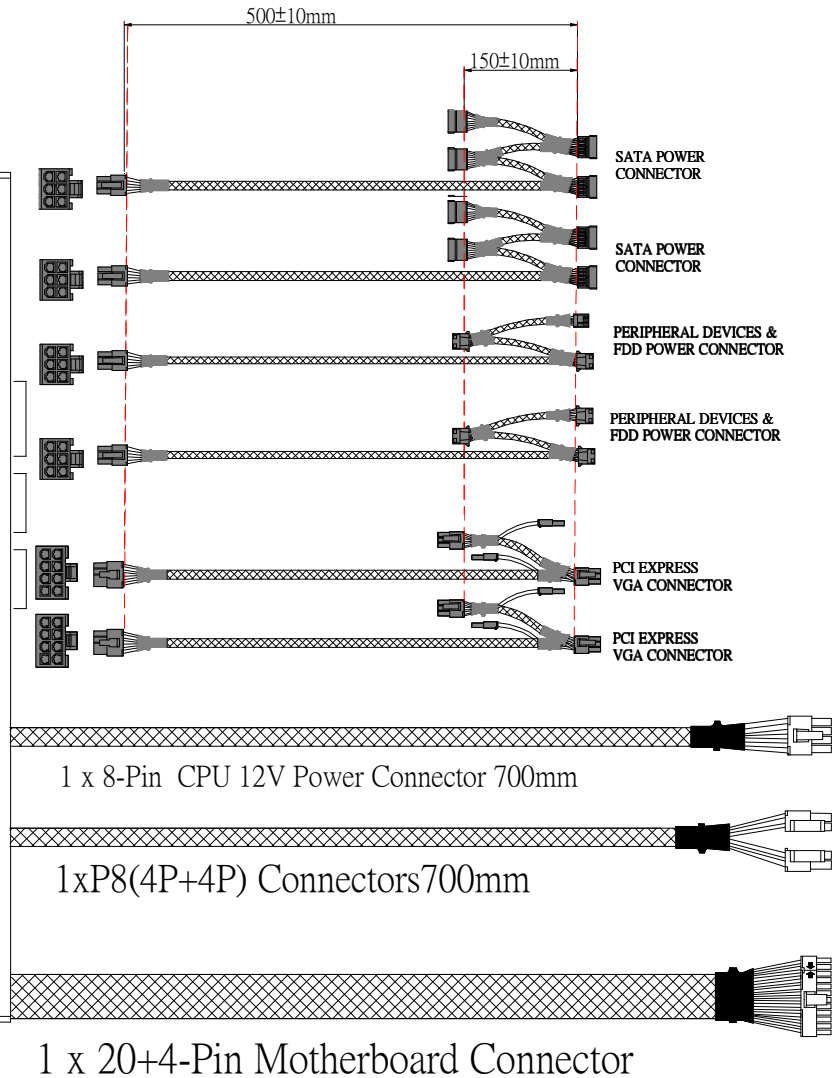 500±10mm
150±10mm
SATA POWER
CONNECTOR
SATA POWER
CONNECTOR
PERIPHERAL DEVICES &
FDD POWER CONNECTOR
PERIPHERAL DEVICES &
FDD POWER CONNECTOR
PCI EXPRESS
VGA CONNECTOR
PCI EXPRESS
VGA CONNECTOR
1 x 8-Pin CPU 12V Power Connector 700mm
1xP8(4P+4P) Connectors700mm
1 x 20+4-Pin Motherboard Connector